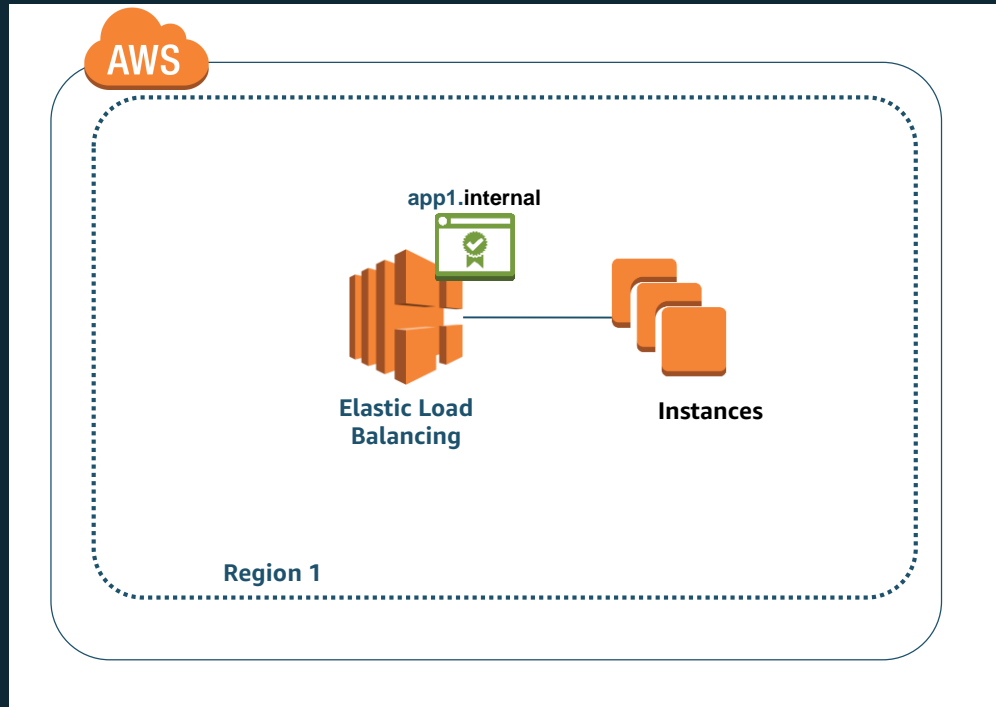 AWS
app1.internal
Elastic Load
Balancing
Instances
Region 1